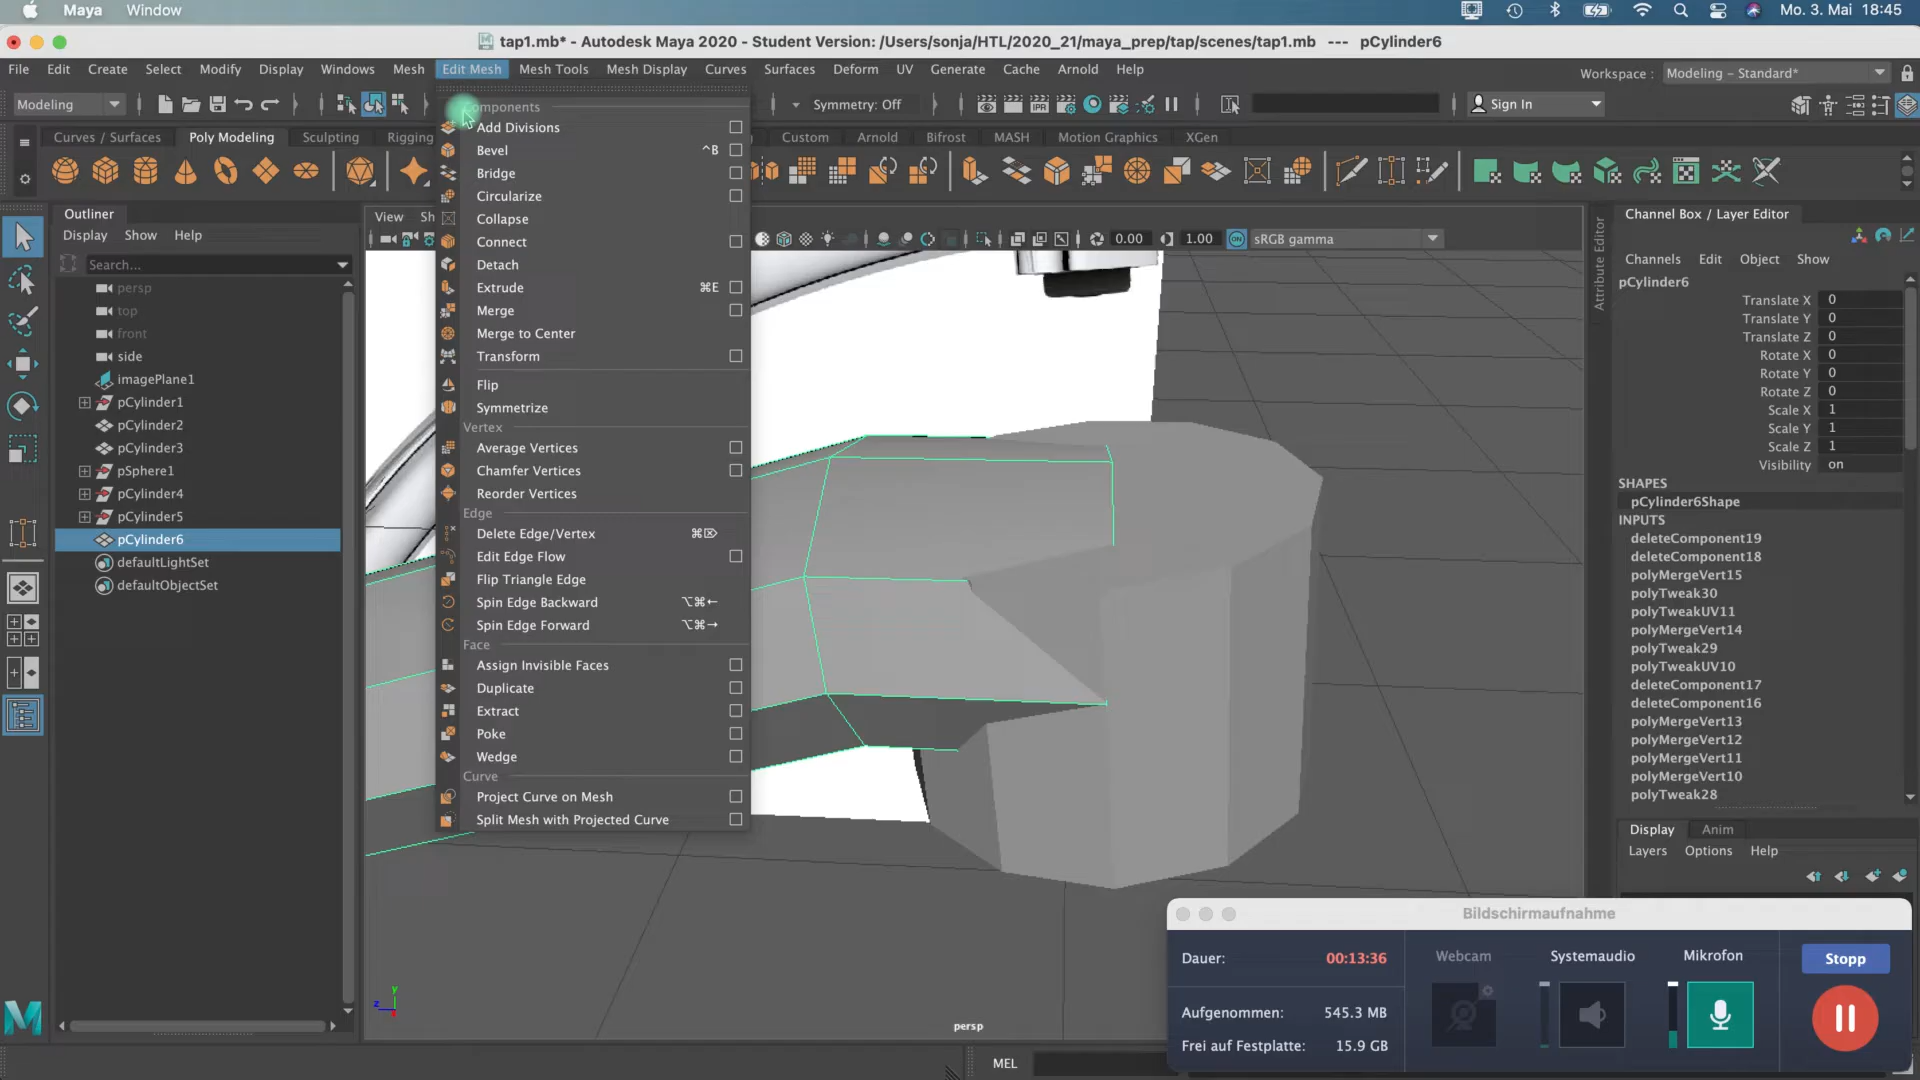 Maya Window Mo. 3. Mai 18:45
tap1.mb* - Autodesk Maya 2020 - Student Version: /Users/sonja/HTL/2020_21/maya_prep/tap/scenes/tap1.mb --- pCylinder6
File Edit Create Select Modify Display Windows Mesh Edit Mesh Mesh Tools Mesh Display Curves Surfaces Deform UV Generate Cache Arnold Help Workspace : Modeling - Standard*
Modeling Symmetry: Off IPR Sign In
Curves / Surfaces Poly Modeling Sculpting Rigging Custom Arnold Bifrost MASH Motion Graphics XGen
Outliner
Display Show Help
Search...
persp
top
front
side
imagePlane1
pCylinder1
pCylinder2
pCylinder3
pSphere1
pCylinder4
pCylinder5
pCylinder6
defaultLightSet
defaultObjectSet
View Sh
0.00 1.00 ON sRGB gamma
Components
Add Divisions
Bevel ^B
Bridge
Circularize
Collapse
Connect
Detach
Extrude ⌘E
Merge
Merge to Center
Transform
Flip
Symmetrize
Vertex
Average Vertices
Chamfer Vertices
Reorder Vertices
Edge
Delete Edge/Vertex ⌘⌦
Edit Edge Flow
Flip Triangle Edge
Spin Edge Backward ⌥⌘←
Spin Edge Forward ⌥⌘→
Face
Assign Invisible Faces
Duplicate
Extract
Poke
Wedge
Curve
Project Curve on Mesh
Split Mesh with Projected Curve
y
z
x
persp
MEL
Attribute Editor
Channel Box / Layer Editor
Channels Edit Object Show
pCylinder6
Translate X 0
Translate Y 0
Translate Z 0
Rotate X 0
Rotate Y 0
Rotate Z 0
Scale X 1
Scale Y 1
Scale Z 1
Visibility on
SHAPES
pCylinder6Shape
INPUTS
deleteComponent19
deleteComponent18
polyMergeVert15
polyTweak30
polyTweakUV11
polyMergeVert14
polyTweak29
polyTweakUV10
deleteComponent17
deleteComponent16
polyMergeVert13
polyMergeVert12
polyMergeVert11
polyMergeVert10
polyTweak28
Display Anim
Layers Options Help
Bildschirmaufnahme
Dauer: 00:13:36 Webcam Systemaudio Mikrofon Stopp
Aufgenommen: 545.3 MB
Frei auf Festplatte: 15.9 GB